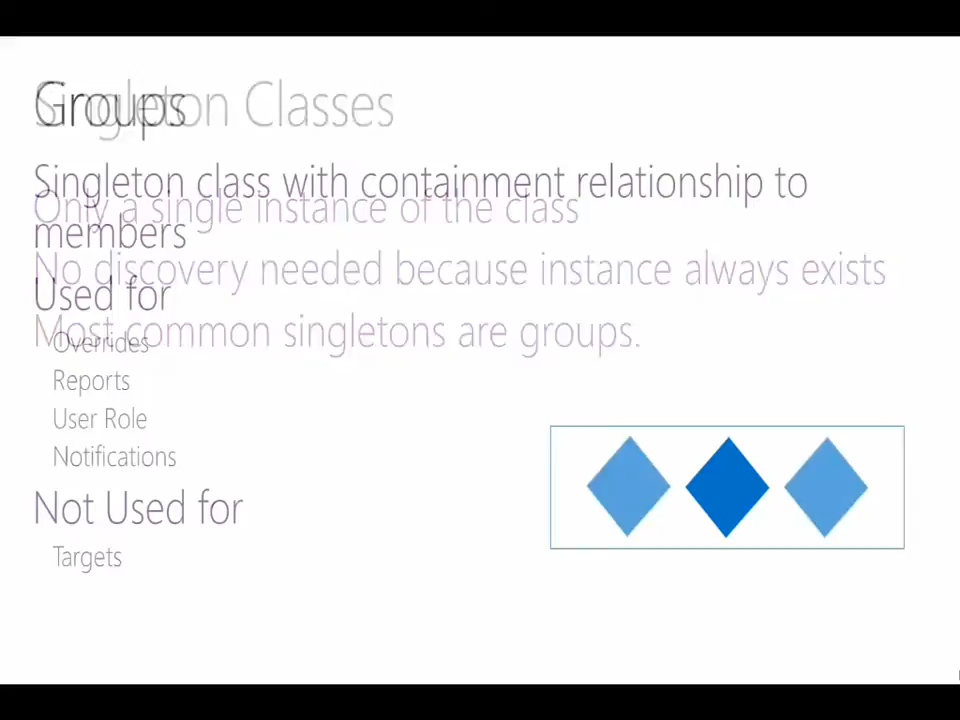 Groups
Singleton Classes
Singleton class with containment relationship to
members
Only a single instance of the class
No discovery needed because instance always exists
Most common singletons are groups.
Used for
Overrides
Reports
User Role
Notifications
Not Used for
Targets